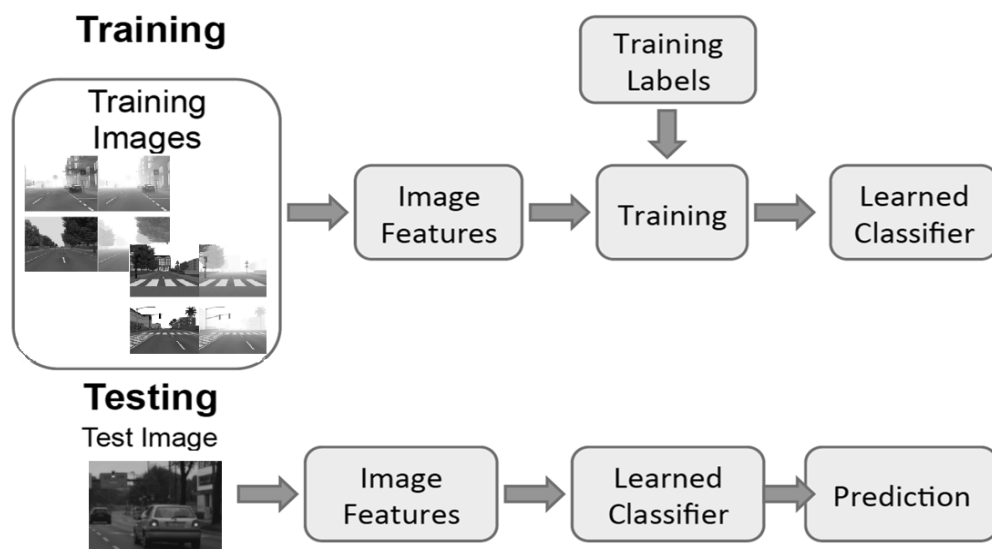 Training
Training
Labels
Training
Images
Image
Features
Training
Learned
Classifier
Testing
Test Image
Image
Features
Learned
Classifier
Prediction